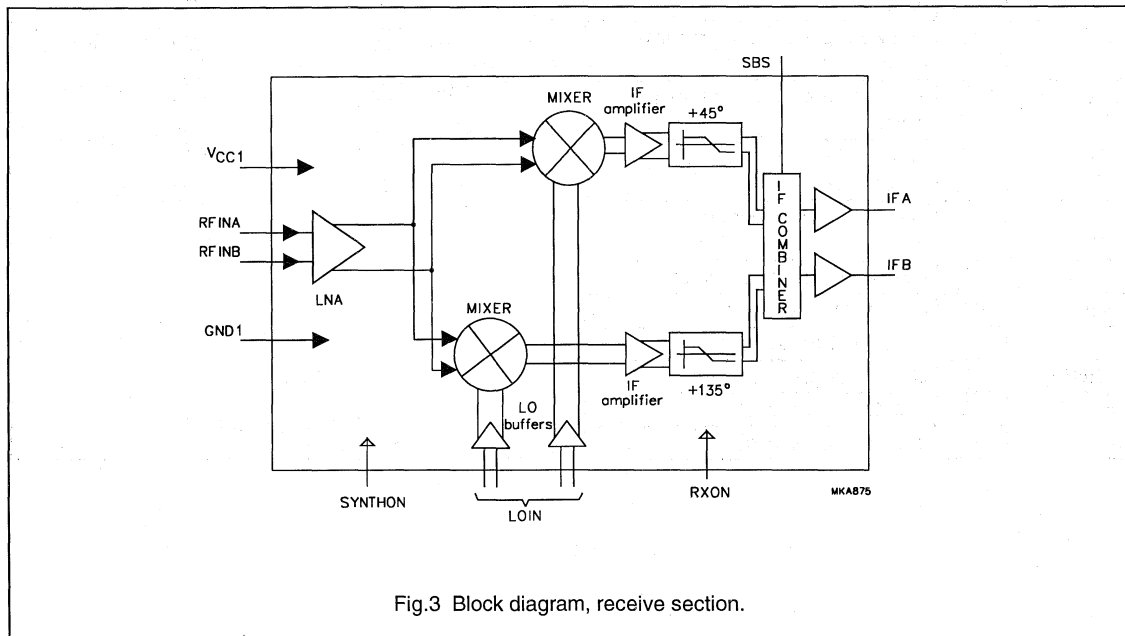 SBS
MIXER
IF
amplifier
+45°
VCC1
RFINA
RFINB
LNA
GND1
MIXER
IF COMBINER
IFA
IFB
LO
buffers
IF
amplifier
+135°
SYNTHON
LOIN
RXON
MKA875
Fig.3 Block diagram, receive section.